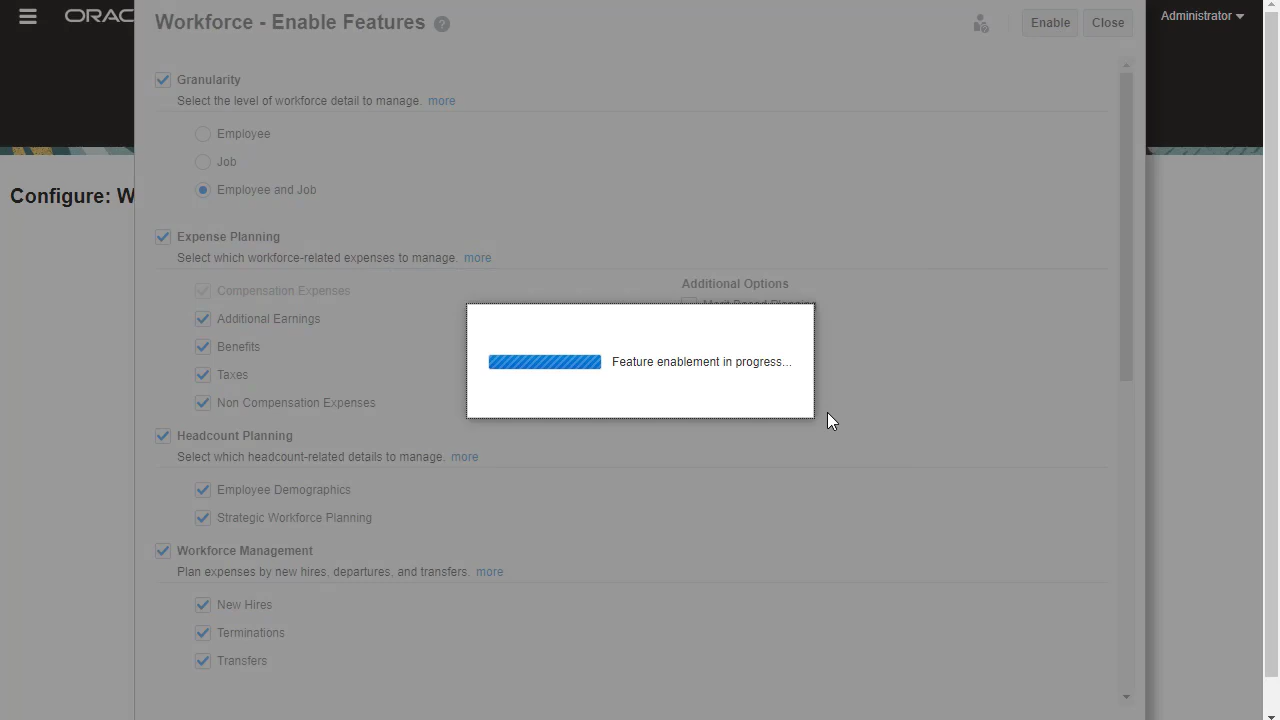 ORAC
Workforce - Enable Features
Enable
Close
Administrator
Configure: W
Granularity
Select the level of workforce detail to manage. more
Employee
Job
Employee and Job
Expense Planning
Select which workforce-related expenses to manage. more
Compensation Expenses
Additional Options
Merit Based Planning
Additional Earnings
Benefits
Taxes
Non Compensation Expenses
Feature enablement in progress...
Headcount Planning
Select which headcount-related details to manage. more
Employee Demographics
Strategic Workforce Planning
Workforce Management
Plan expenses by new hires, departures, and transfers. more
New Hires
Terminations
Transfers